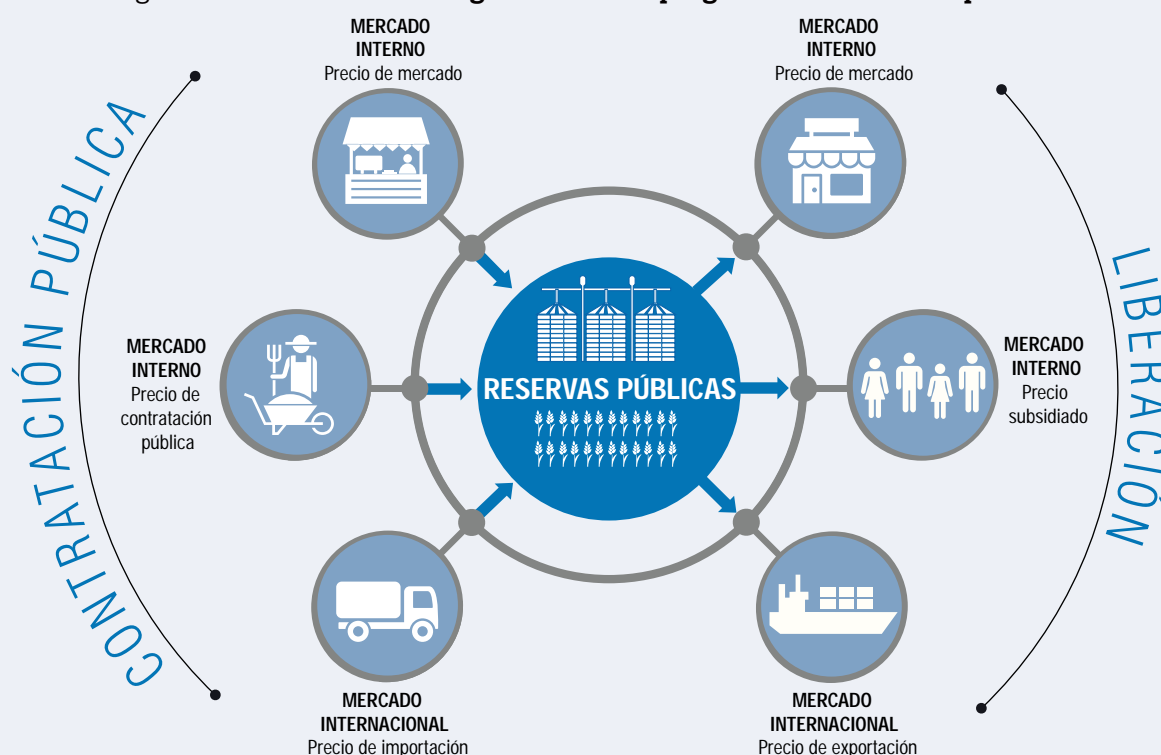 MERCADO
INTERNO
Precio de mercado
MERCADO
INTERNO
Precio de mercado
CONTRATACIÓN PÚBLICA
MERCADO
INTERNO
Precio de
contratación
pública
RESERVAS PÚBLICAS
MERCADO
INTERNO
Precio
subsidiado
LIBERACIÓN
MERCADO
INTERNACIONAL
Precio de importación
MERCADO
INTERNACIONAL
Precio de exportación